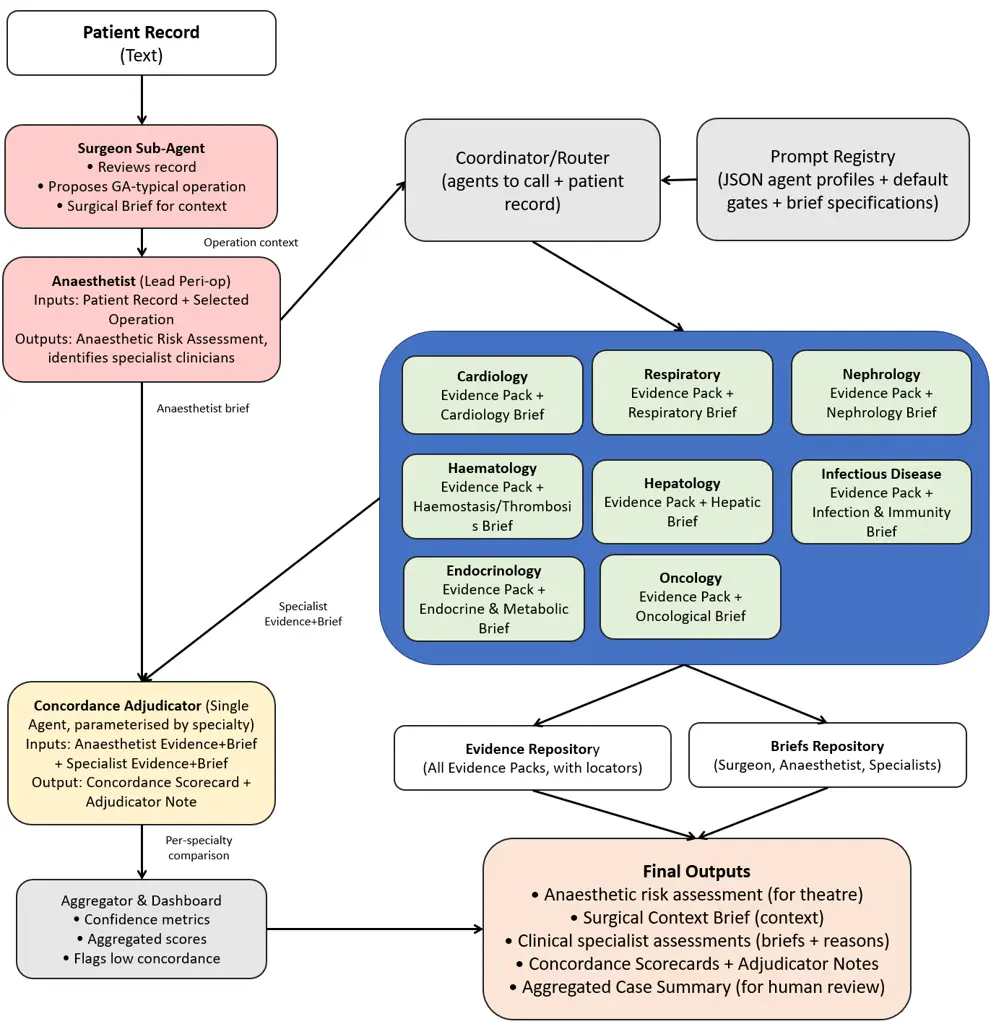 Patient Record
(Text)
Surgeon Sub-Agent
• Reviews record
• Proposes GA-typical operation
• Surgical Brief for context
Operation context
Anaesthetist (Lead Peri-op)
Inputs: Patient Record + Selected
Operation
Outputs: Anaesthetic Risk Assessment,
identifies specialist clinicians
Anaesthetist brief
Coordinator/Router
(agents to call + patient
record)
Prompt Registry
(JSON agent profiles + default
gates + brief specifications)
Cardiology
Evidence Pack +
Cardiology Brief
Respiratory
Evidence Pack +
Respiratory Brief
Nephrology
Evidence Pack +
Nephrology Brief
Haematology
Evidence Pack +
Haemostasis/Thrombosi
s Brief
Hepatology
Evidence Pack + Hepatic
Brief
Infectious Disease
Evidence Pack +
Infection & Immunity
Brief
Endocrinology
Evidence Pack +
Endocrine & Metabolic
Brief
Oncology
Evidence Pack +
Oncological Brief
Specialist
Evidence+Brief
Concordance Adjudicator (Single
Agent, parameterised by specialty)
Inputs: Anaesthetist Evidence+Brief
+ Specialist Evidence+Brief
Output: Concordance Scorecard +
Adjudicator Note
Per-specialty
comparison
Evidence Repository
(All Evidence Packs, with locators)
Briefs Repository
(Surgeon, Anaesthetist, Specialists)
Aggregator & Dashboard
• Confidence metrics
• Aggregated scores
• Flags low concordance
Final Outputs
• Anaesthetic risk assessment (for theatre)
• Surgical Context Brief (context)
• Clinical specialist assessments (briefs + reasons)
• Concordance Scorecards + Adjudicator Notes
• Aggregated Case Summary (for human review)